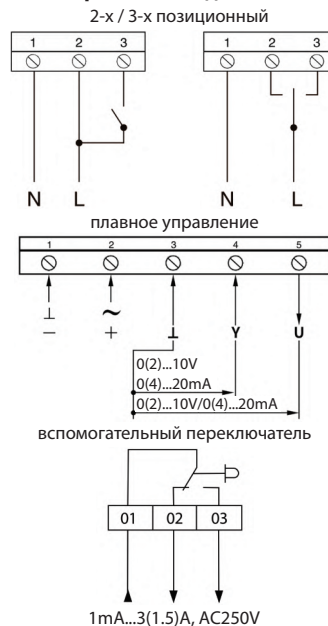 2-х / 3-х позиционный
1 2 3 1 2 3
N L N L
плавное управление
1 2 3 4 5
⊥ ~ ⊥ Y U
− +
0(2)...10V
0(4)...20mA
0(2)...10V/0(4)...20mA
вспомогательный переключатель
01 02 03
1mA...3(1.5)A, AC250V